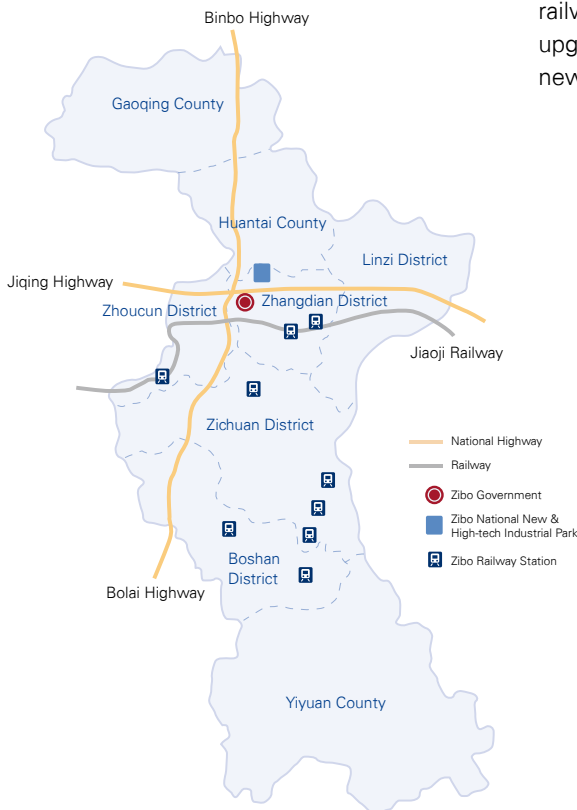 railv
upg
new
Binbo Highway
Gaoqing County
Huantai County
Linzi District
Jiqing Highway
Zhangdian District
Zhoucun District
Jiaoji Railway
Zichuan District
National Highway
Railway
Zibo Government
Zibo National New &
High-tech Industrial Park
Zibo Railway Station
Boshan
District
Bolai Highway
Yiyuan County